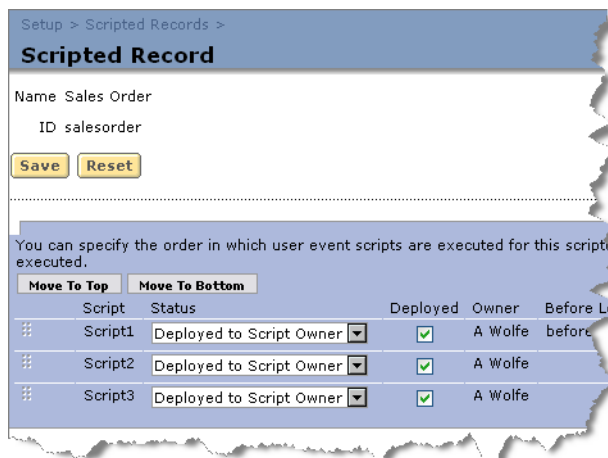 Setup > Scripted Records >
Scripted Record
Name Sales Order
ID salesorder
Save Reset
You can specify the order in which user event scripts are executed for this
executed.
Move To Top Move To Bottom
Script Status Deployed Owner Before
Script1 Deployed to Script Owner A Wolfe before
Script2 Deployed to Script Owner A Wolfe
Script3 Deployed to Script Owner A Wolfe